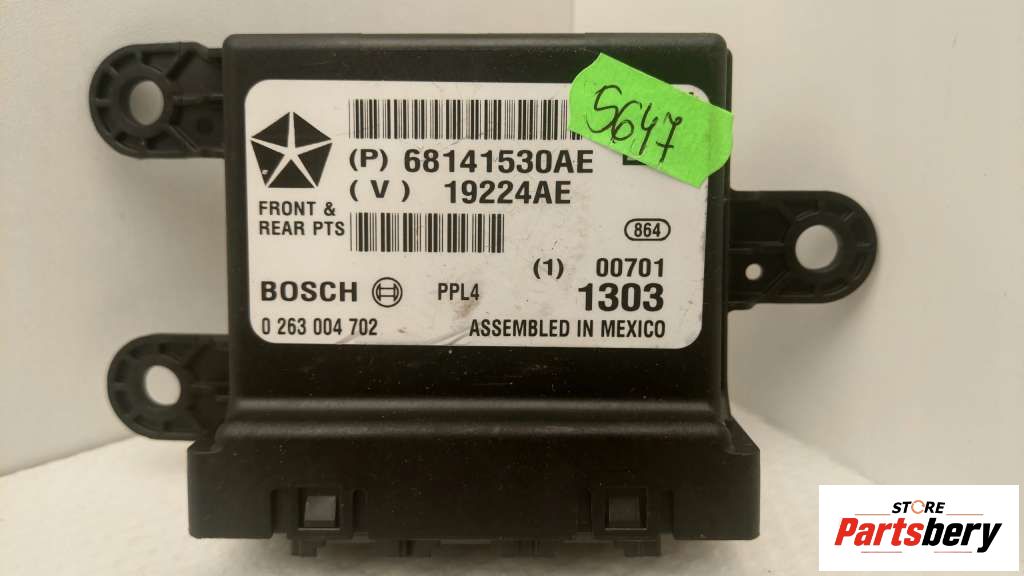 5647
(P) 68141530AE
(V) 19224AE
FRONT &
REAR PTS
864
(1) 00701
BOSCH PPL4 1303
0 263 004 702 ASSEMBLED IN MEXICO
STORE
Partsbery